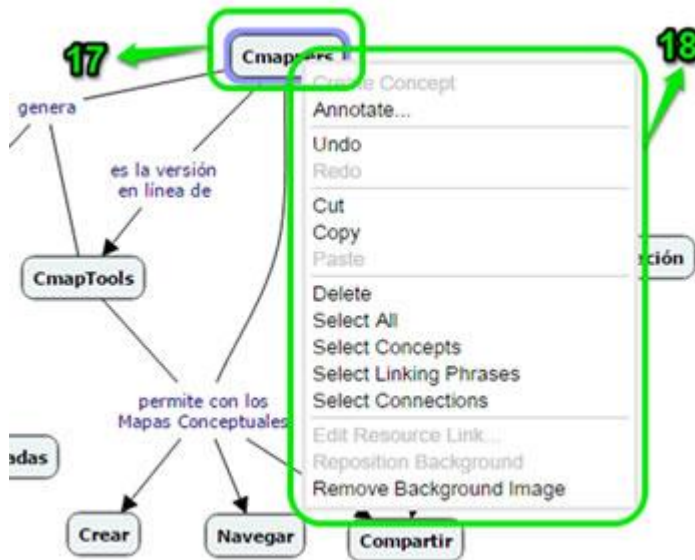 17
18
genera
es la versión
en línea de
CmapTools
permite con los
Mapas Conceptuales
Crear
Navegar
Compartir
Create Concept
Annotate...
Undo
Redo
Cut
Copy
Paste
Delete
Select All
Select Concepts
Select Linking Phrases
Select Connections
Edit Resource Link...
Reposition Background
Remove Background Image